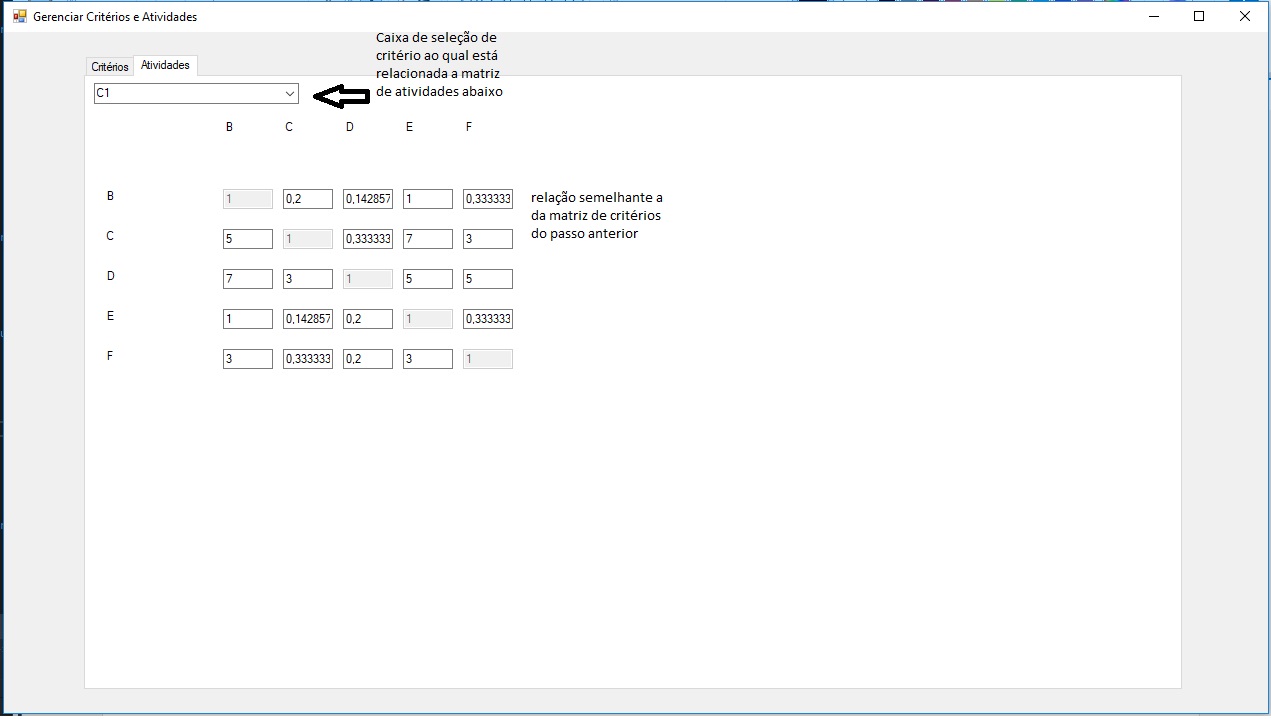 Gerenciar Critérios e Atividades
Caixa de seleção de
critério ao qual está
relacionada a matriz
de atividades abaixo
Critérios
Atividades
C1
B C D E F
B 1 0,2 0,142857 1 0,333333
relação semelhante a
da matriz de critérios
do passo anterior
C 5 1 0,333333 7 3
D 7 3 1 5 5
E 1 0,142857 0,2 1 0,333333
F 3 0,333333 0,2 3 1